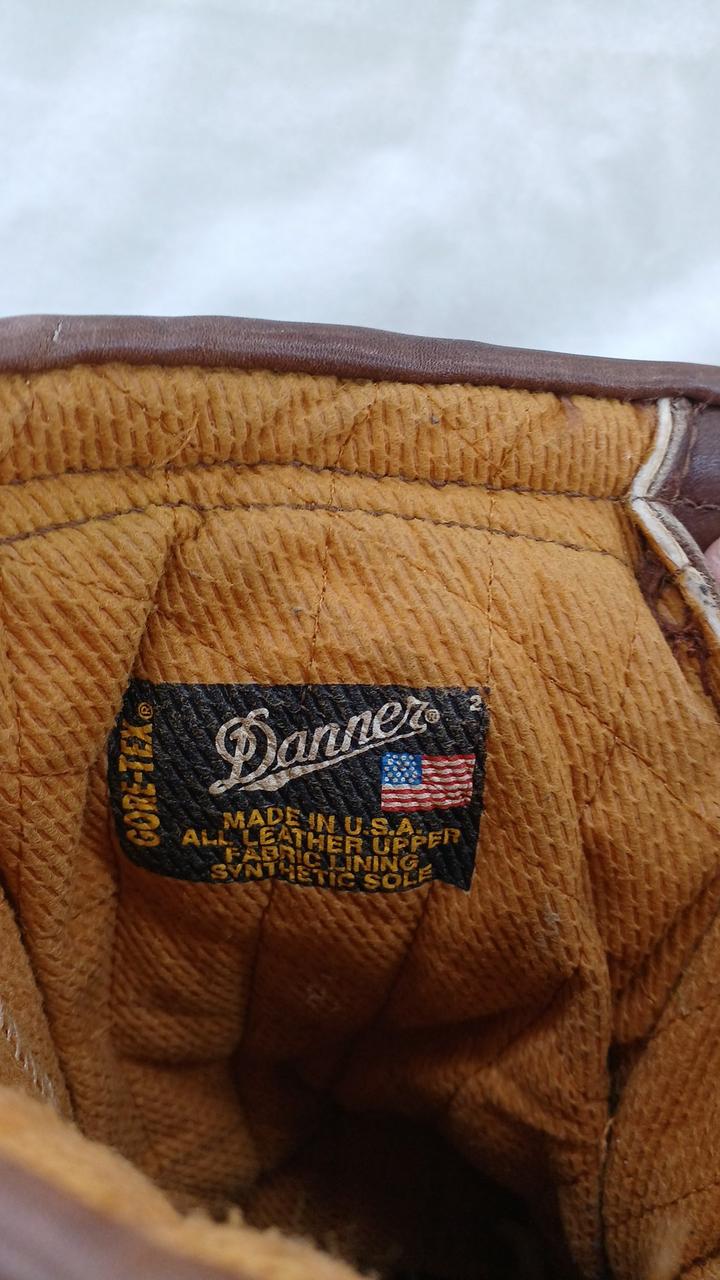 GORE-TEX®
Danner®
2
MADE IN U.S.A.
ALL LEATHER UPPER
FABRIC LINING
SYNTHETIC SOLE